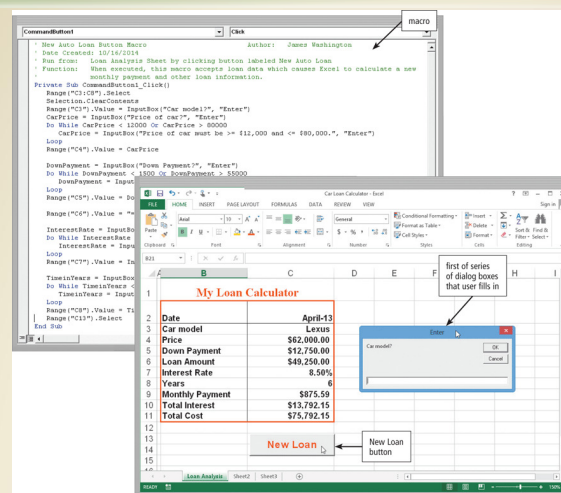 macro
CommandButton1 Click
' New Auto Loan Button Macro Author: James Washington
' Date Created: 10/16/2014
' Run from: Loan Analysis Sheet by clicking button labeled New Auto Loan
' Function: When executed, this macro accepts loan data which causes Excel to calculate a new
' monthly payment and other loan information.
Private Sub CommandButton1_Click()
Range("C3:C8").Select
Selection.ClearContents
Range("C3").Value = InputBox("Car model?", "Enter")
CarPrice = InputBox("Price of car?", "Enter")
Do While CarPrice < 12000 Or CarPrice > 80000
CarPrice = InputBox("Price of car must be >= $12,000 and <= $80,000.", "Enter")
Loop
Range("C4").Value = CarPrice
DownPayment = InputBox("Down Payment?", "Enter")
Do While DownPayment < 1500 Or DownPayment > 55000
DownPayment = Input
Loop
Range("C5").Value = Do
Range("C6").Value = "=
InterestRate = InputBo
Do While InterestRate
InterestRate = Inpu
Loop
Range("C7").Value = In
TimeinYears = InputBox
Do While TimeinYears <
TimeinYears = Input
Loop
Range("C8").Value = Ti
Range("C13").Select
End Sub
Car Loan Calculator - Excel
FILE HOME INSERT PAGE LAYOUT FORMULAS DATA REVIEW VIEW Sign in
Arial 10 General
Paste
Conditional Formatting
Format as Table
Cell Styles
Insert
Delete
Format
Sort & Find &
Filter Select
Clipboard Font Alignment Number Styles Cells Editing
B21
B C D E F H I
1 My Loan Calculator
2 Date April-13
3 Car model Lexus
4 Price $62,000.00
5 Down Payment $12,750.00
6 Loan Amount $49,250.00
7 Interest Rate 8.50%
8 Years 6
9 Monthly Payment $875.59
10 Total Interest $13,792.15
11 Total Cost $75,792.15
12
13
14
15
first of series
of dialog boxes
that user fills in
Enter
Car model?
OK
Cancel
New Loan
New Loan
button
Loan Analysis Sheet2 Sheet3
READY 150%